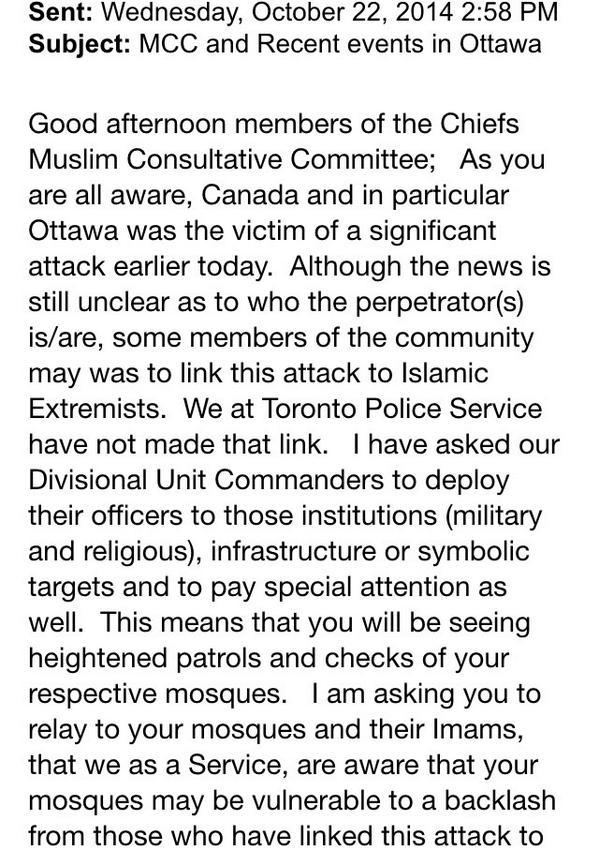 Sent: Wednesday, October 22, 2014 2:58 PM
Subject: MCC and Recent events in Ottawa
Good afternoon members of the Chiefs
Muslim Consultative Committee;   As you
are all aware, Canada and in particular
Ottawa was the victim of a significant
attack earlier today.  Although the news is
still unclear as to who the perpetrator(s)
is/are, some members of the community
may was to link this attack to Islamic
Extremists.  We at Toronto Police Service
have not made that link.   I have asked our
Divisional Unit Commanders to deploy
their officers to those institutions (military
and religious), infrastructure or symbolic
targets and to pay special attention as
well.  This means that you will be seeing
heightened patrols and checks of your
respective mosques.   I am asking you to
relay to your mosques and their Imams,
that we as a Service, are aware that your
mosques may be vulnerable to a backlash
from those who have linked this attack to